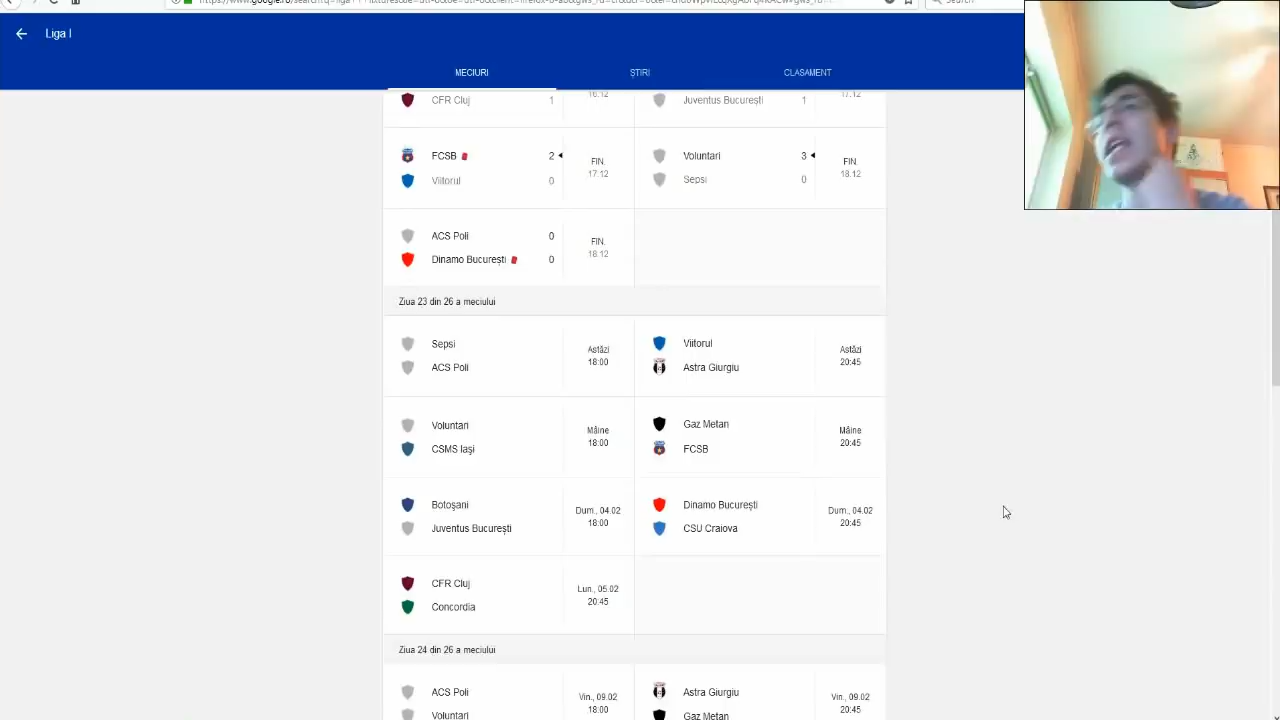 Search
Liga I
MECIURI ȘTIRI CLASAMENT
CFR Cluj 1 16.12
Juventus București 1 17.12
FCSB 2 FIN.
Viitorul 0 17.12
Voluntari 3 FIN.
Sepsi 0 18.12
ACS Poli 0 FIN.
Dinamo București 0 18.12
Ziua 23 din 26 a meciului
Sepsi Astăzi
ACS Poli 18:00
Viitorul Astăzi
Astra Giurgiu 20:45
Voluntari Mâine
CSMS Iași 18:00
Gaz Metan Mâine
FCSB 20:45
Botoșani Dum., 04.02
Juventus București 18:00
Dinamo București Dum., 04.02
CSU Craiova 20:45
CFR Cluj Lun., 05.02
Concordia 20:45
Ziua 24 din 26 a meciului
ACS Poli Vin., 09.02
Voluntari 18:00
Astra Giurgiu Vin., 09.02
Gaz Metan 20:45